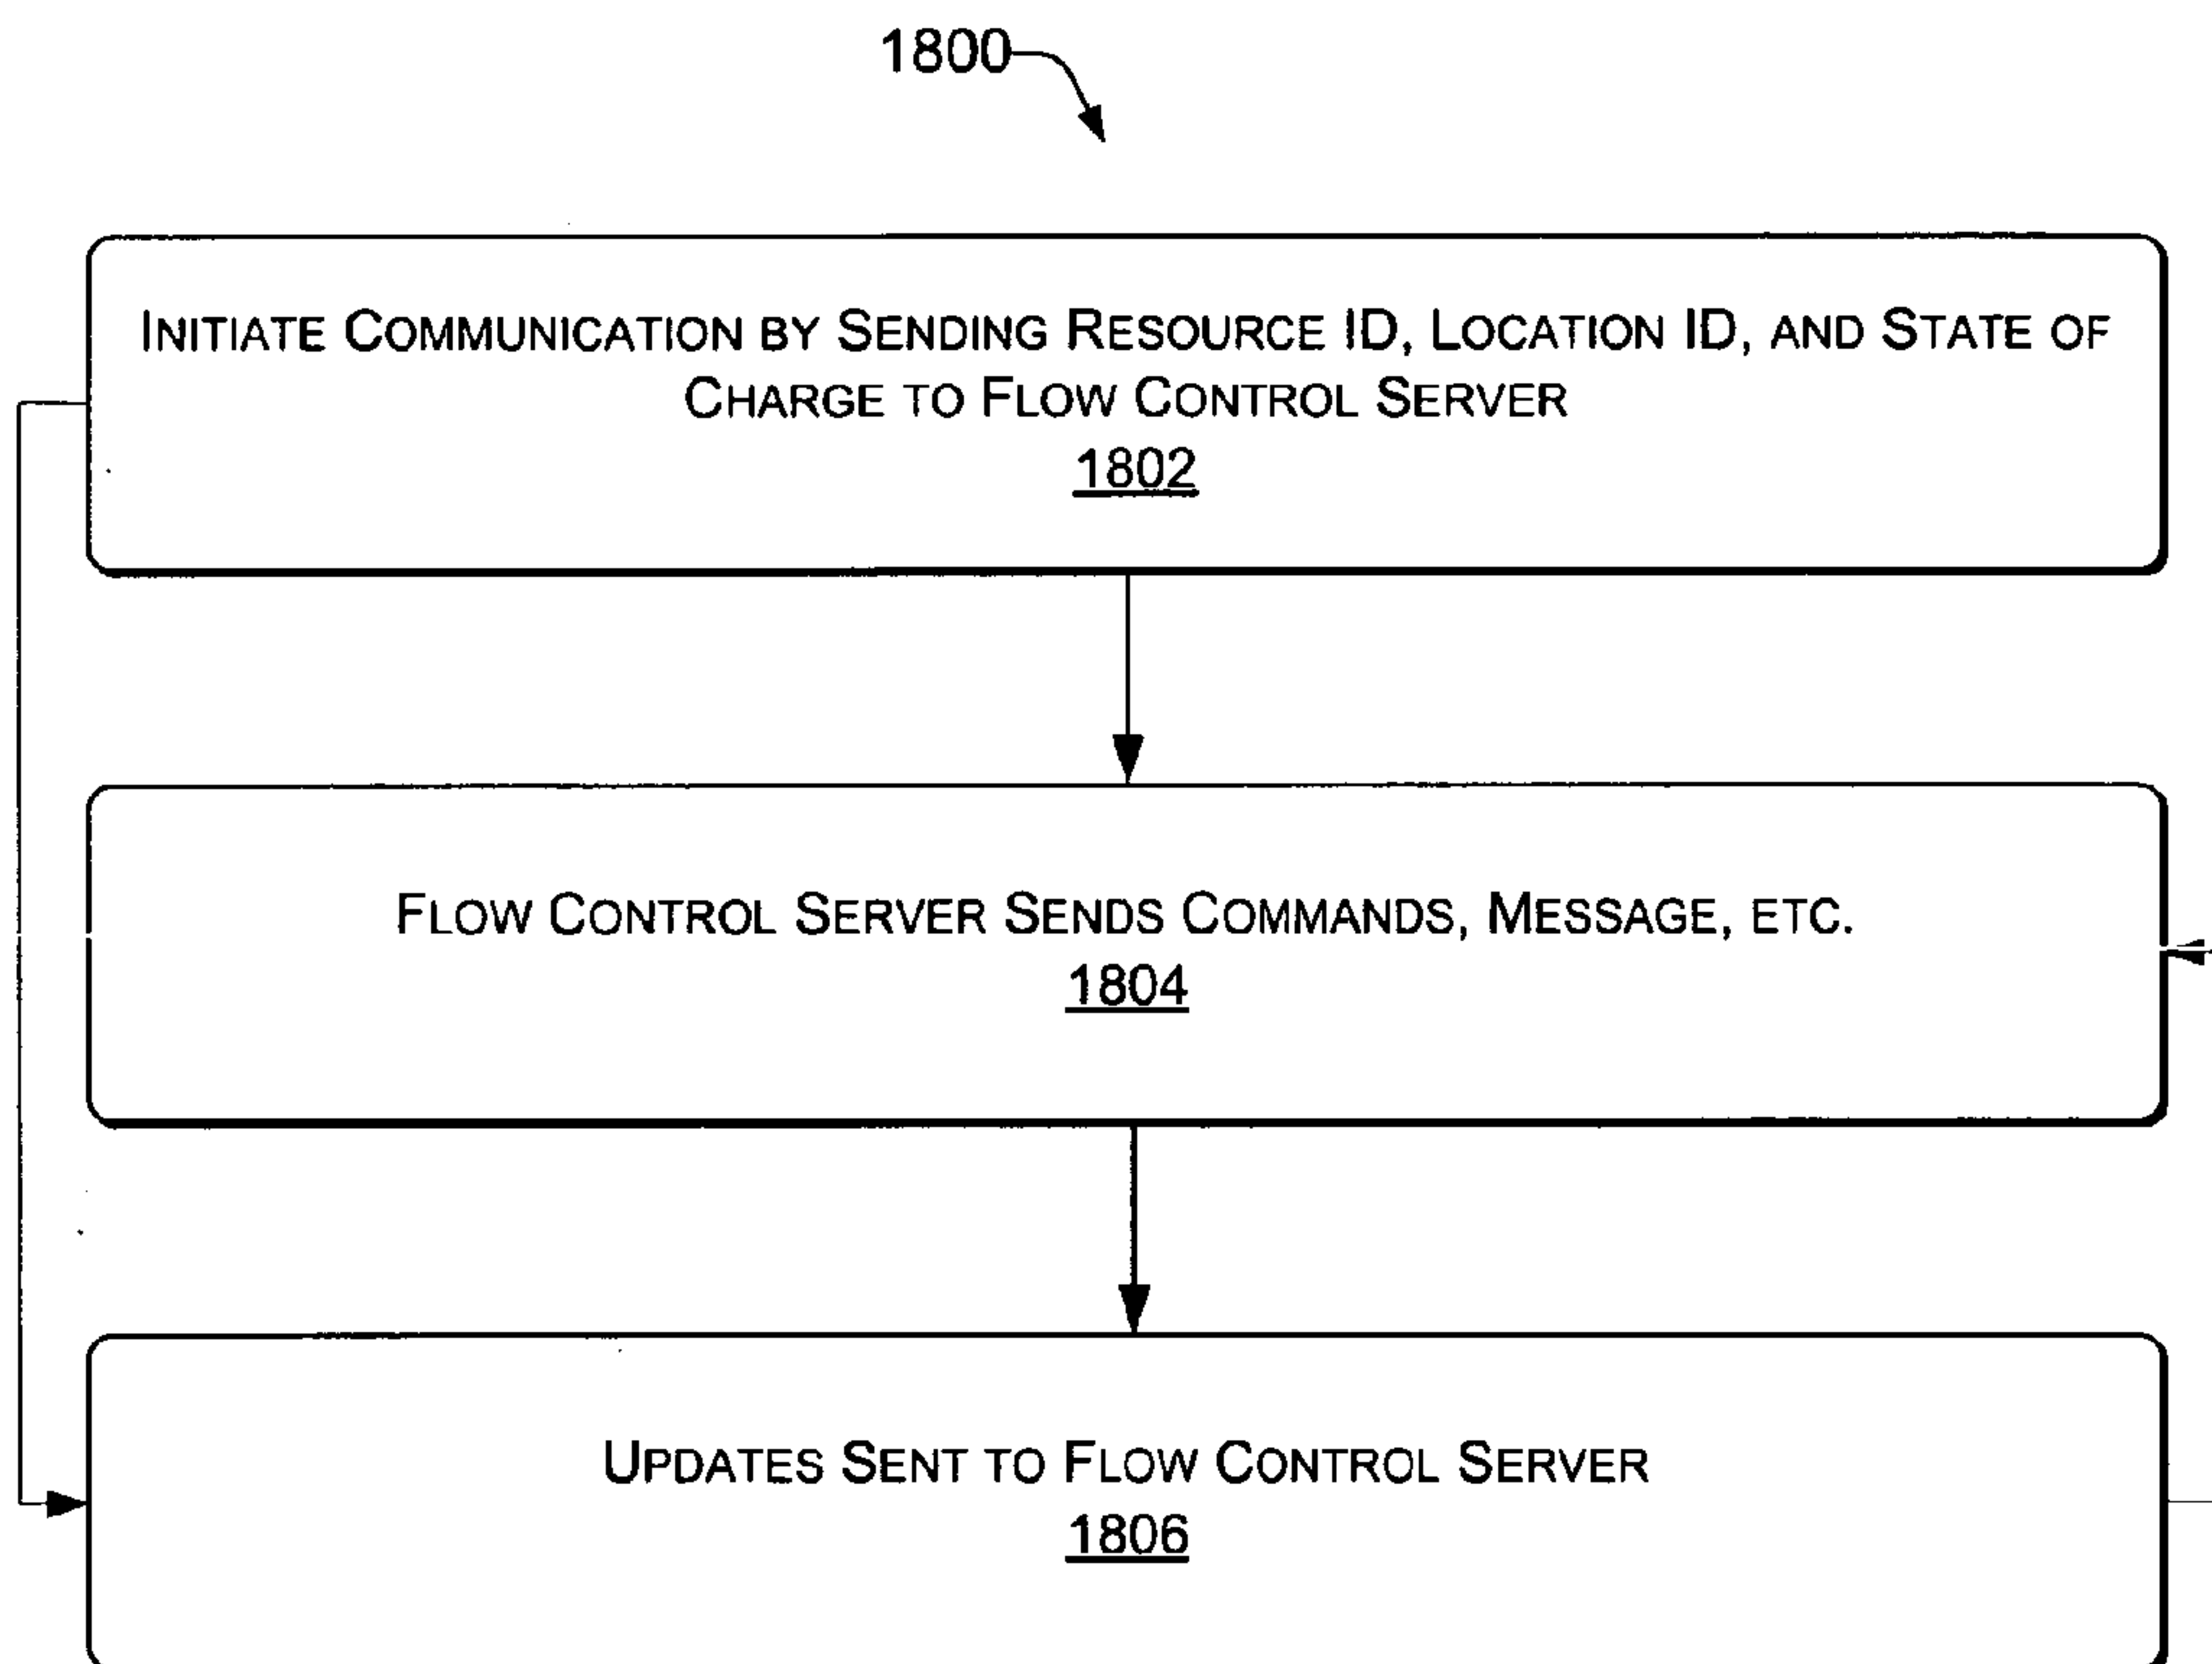 1800
INITIATE COMMUNICATION BY SENDING RESOURCE ID, LOCATION ID, AND STATE OF
CHARGE TO FLOW CONTROL SERVER
1802
FLOW CONTROL SERVER SENDS COMMANDS, MESSAGE, ETC.
1804
UPDATES SENT TO FLOW CONTROL SERVER
1806